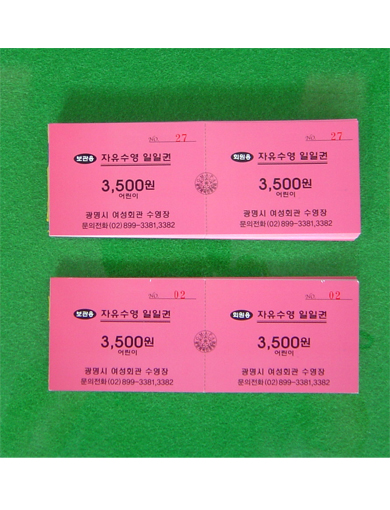 NO. 27
보관용 자유수영 일일권
3,500원
어린이
광명시 여성회관 수영장
문의전화(02)899-3381,3382
NO. 27
회원용 자유수영 일일권
3,500원
어린이
광명시 여성회관 수영장
문의전화(02)899-3381,3382
NO. 02
보관용 자유수영 일일권
3,500원
어린이
광명시 여성회관 수영장
문의전화(02)899-3381,3382
NO. 02
회원용 자유수영 일일권
3,500원
어린이
광명시 여성회관 수영장
문의전화(02)899-3381,3382